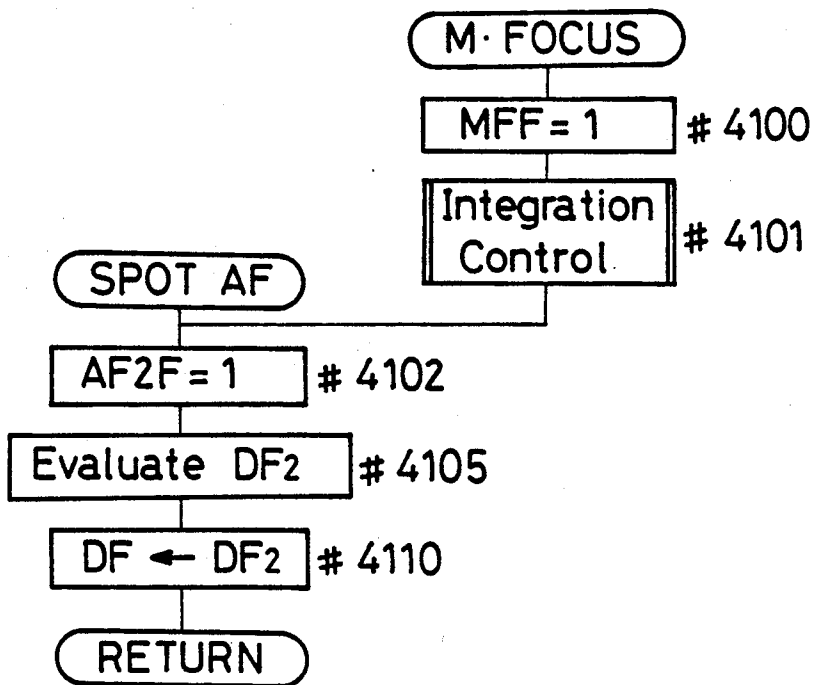 M· FOCUS
MFF = 1 # 4100
Integration
Control # 4101
SPOT AF
AF2F = 1 # 4102
Evaluate DF2 # 4105
DF ← DF2 # 4110
RETURN